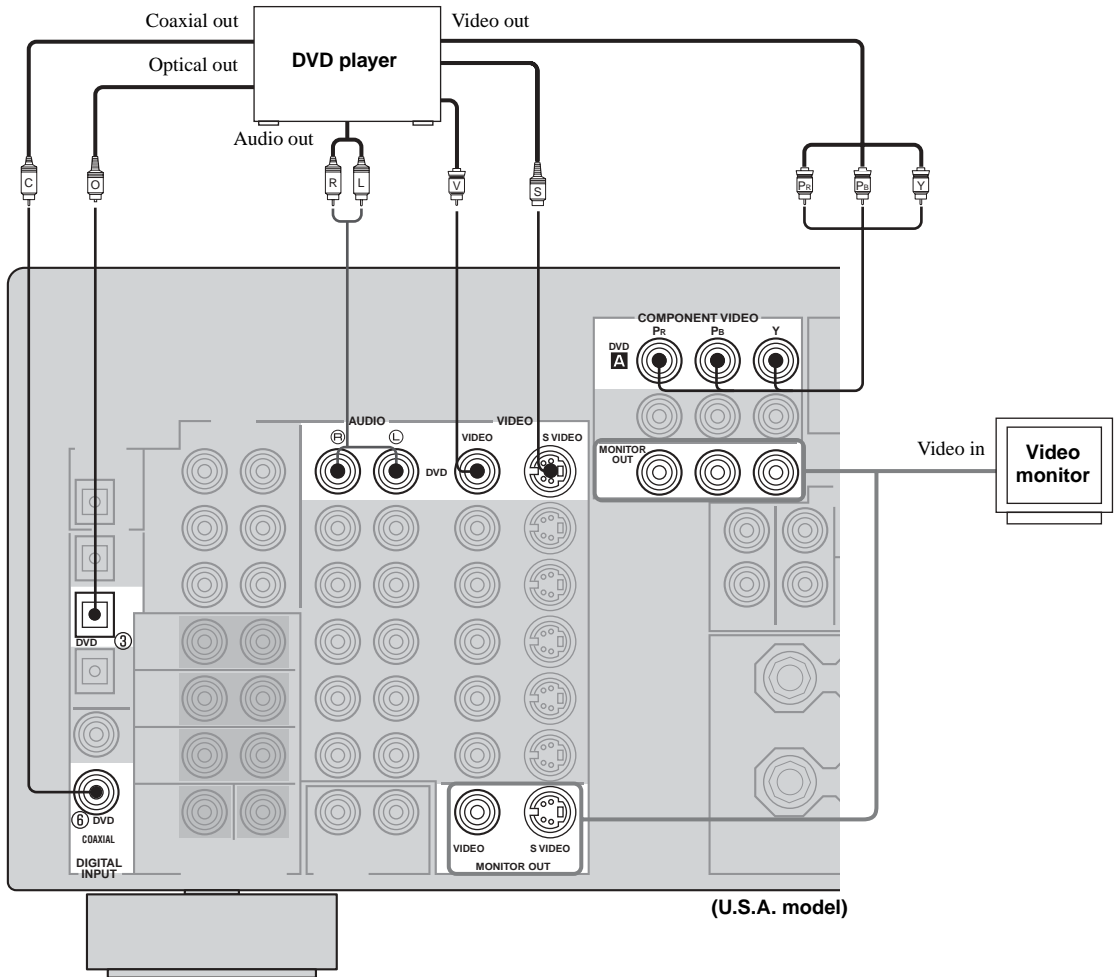 Coaxial out
Video out
DVD player
Optical out
Audio out
C
O
R
L
V
S
PR
PB
Y
COMPONENT VIDEO
PR
PB
Y
DVD
A
AUDIO
VIDEO
R
L
VIDEO
S VIDEO
DVD
MONITOR
OUT
Video in
Video
monitor
DVD
③
⑥ DVD
COAXIAL
DIGITAL
INPUT
VIDEO
S VIDEO
MONITOR OUT
(U.S.A. model)